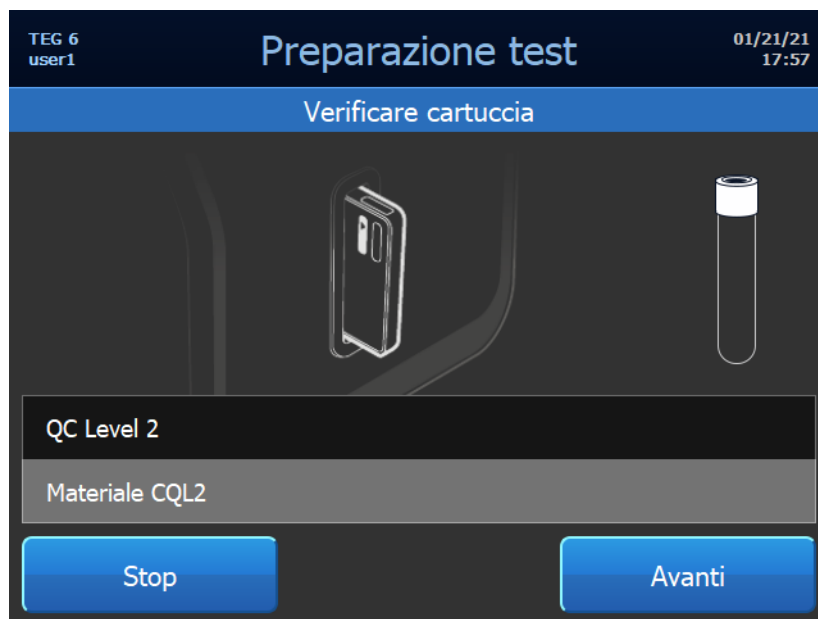 TEG 6
user1
Preparazione test
01/21/21
17:57
Verificare cartuccia
QC Level 2
Materiale CQL2
Stop
Avanti